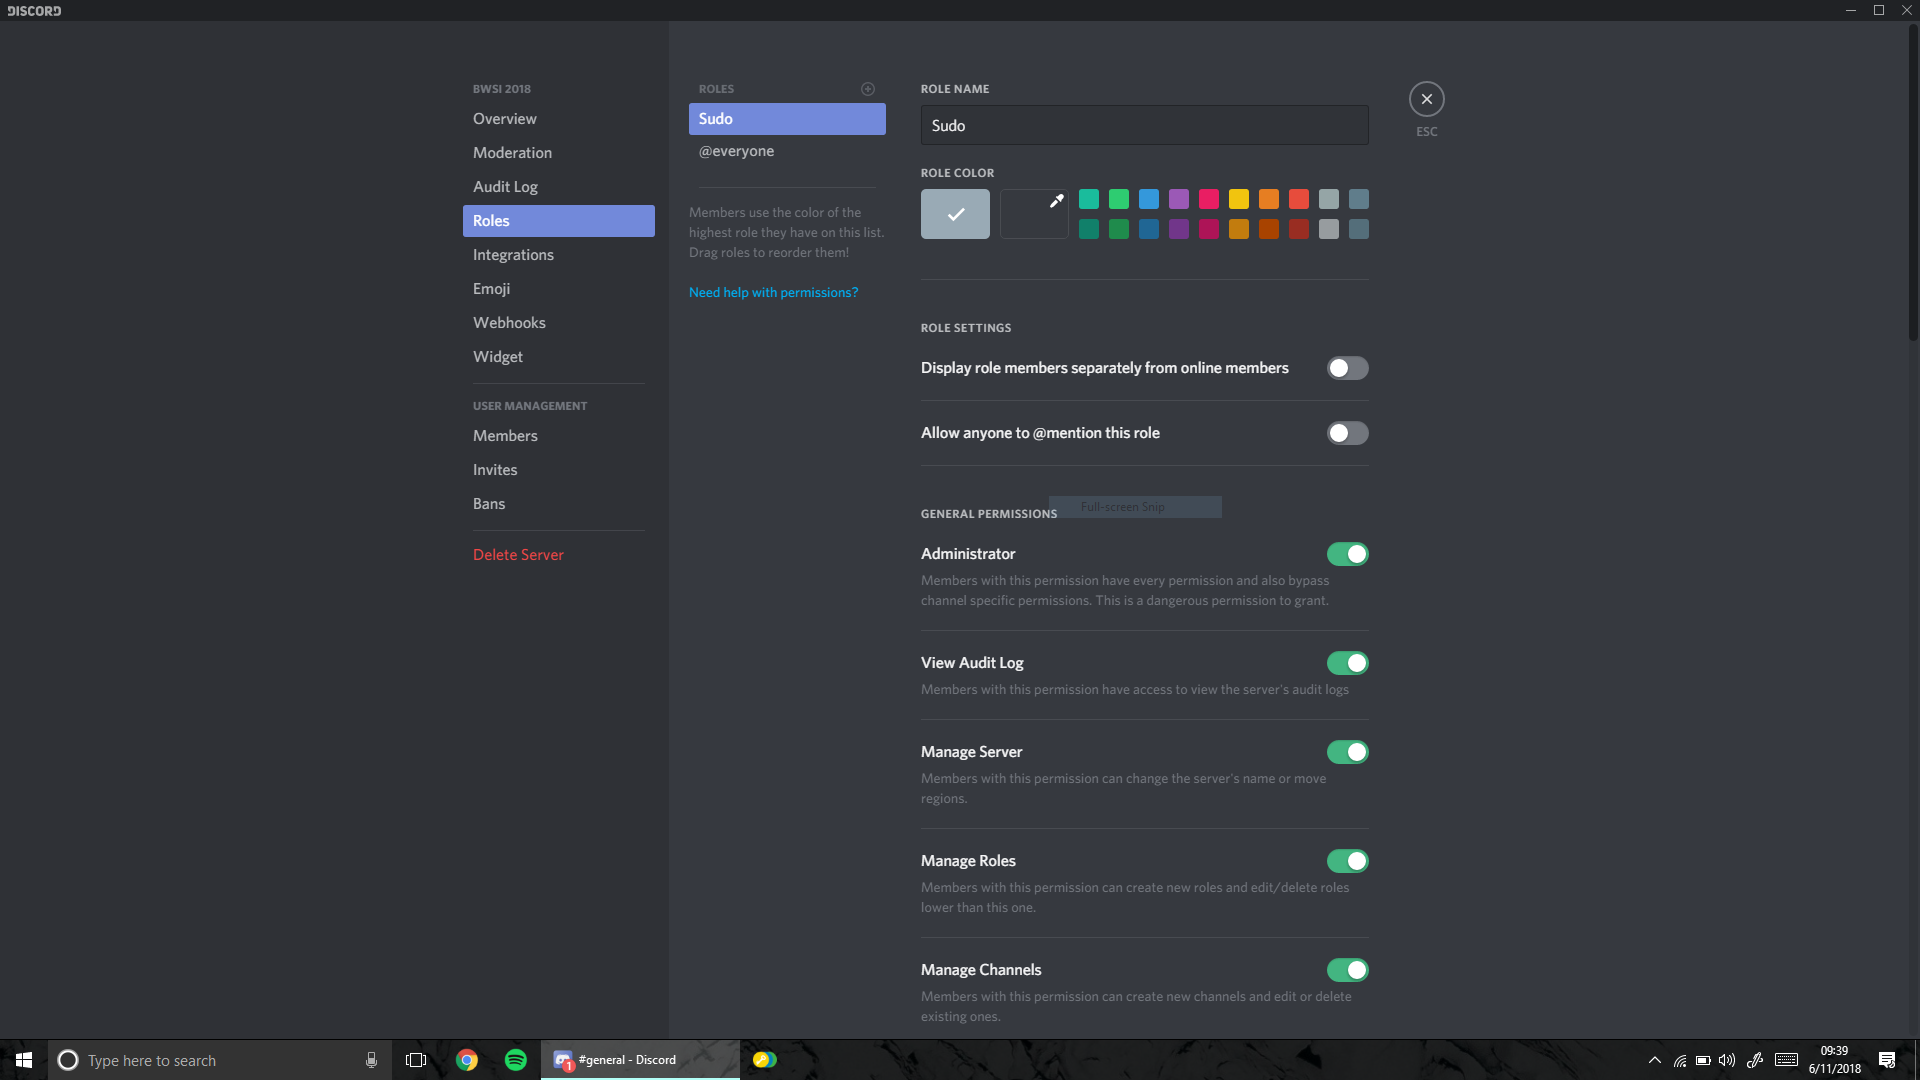 DISCORD
BWSI 2018
Overview
Moderation
Audit Log
Roles
Integrations
Emoji
Webhooks
Widget
USER MANAGEMENT
Members
Invites
Bans
Delete Server
ROLES
Sudo
@everyone
Members use the color of the
highest role they have on this list.
Drag roles to reorder them!
Need help with permissions?
ROLE NAME
Sudo
ESC
ROLE COLOR
ROLE SETTINGS
Display role members separately from online members
Allow anyone to @mention this role
Full-screen Snip
GENERAL PERMISSIONS
Administrator
Members with this permission have every permission and also bypass
channel specific permissions. This is a dangerous permission to grant.
View Audit Log
Members with this permission have access to view the server's audit logs
Manage Server
Members with this permission can change the server's name or move
regions.
Manage Roles
Members with this permission can create new roles and edit/delete roles
lower than this one.
Manage Channels
Members with this permission can create new channels and edit or delete
existing ones.
Type here to search
1
#general - Discord
09:39
6/11/2018